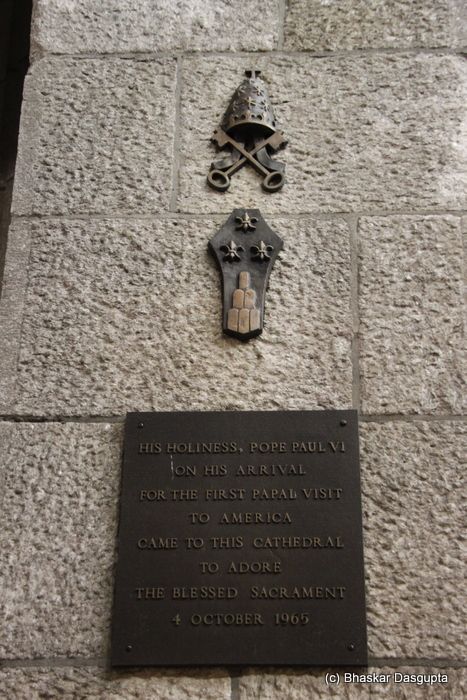 HIS HOLINESS, POPE PAUL VI
ON HIS ARRIVAL
FOR THE FIRST PAPAL VISIT
TO AMERICA
CAME TO THIS CATHEDRAL
TO ADORE
THE BLESSED SACRAMENT
4 OCTOBER 1965
(c) Bhaskar Dasgupta